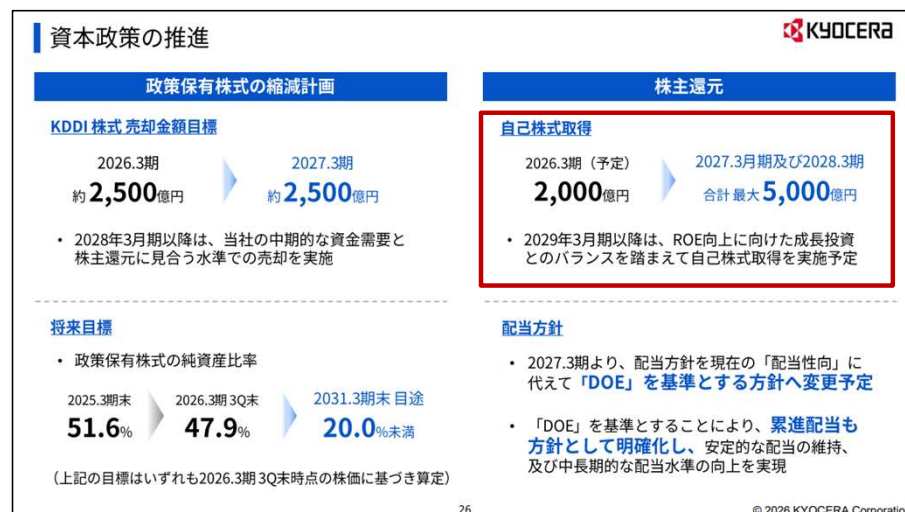 資本政策の推進
KYOCERA
政策保有株式の縮減計画
KDDI 株式 売却金額目標
2026.3期
約2,500億円
2027.3期
約2,500億円
• 2028年3月期以降は、当社の中期的な資金需要と
株主還元に見合う水準での売却を実施
将来目標
• 政策保有株式の純資産比率
2025.3期末
51.6%
2026.3期 3Q末
47.9%
2031.3期末 目途
20.0%未満
(上記の目標はいずれも2026.3期 3Q末時点の株価に基づき算定)
株主還元
自己株式取得
2026.3期（予定）
2,000億円
2027.3月期及び2028.3期
合計 最大 5,000億円
• 2029年3月期以降は、ROE向上に向けた成長投資
とのバランスを踏まえて自己株式取得を実施予定
配当方針
• 2027.3期より、配当方針を現在の「配当性向」に
代えて「DOE」を基準とする方針へ変更予定
• 「DOE」を基準とすることにより、累進配当も
方針として明確化し、安定的な配当の維持、
及び中長期的な配当水準の向上を実現
26
© 2026 KYOCERA Corporatio